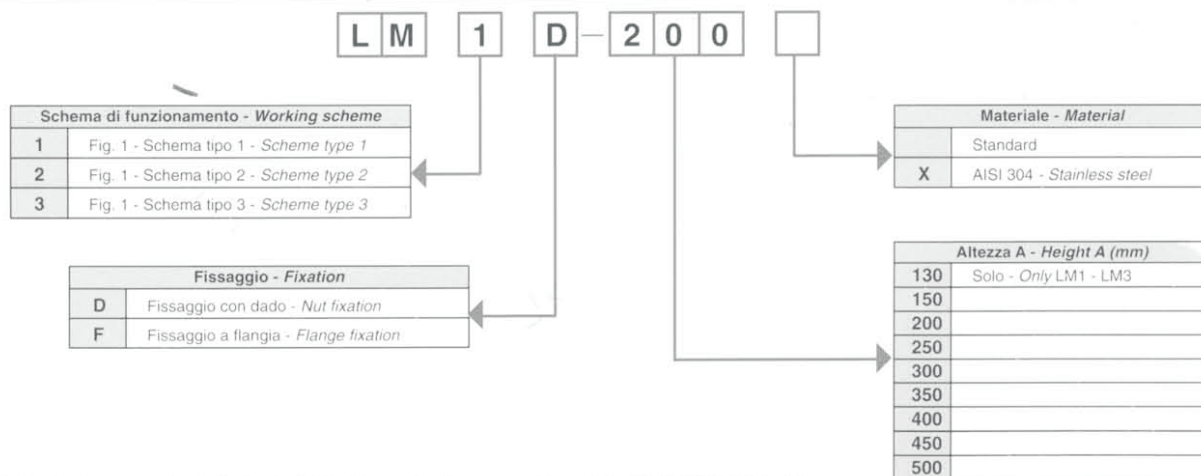 LM 1 D - 200
Schema di funzionamento - Working scheme
1 Fig. 1 - Schema tipo 1 - Scheme type 1
2 Fig. 1 - Schema tipo 2 - Scheme type 2
3 Fig. 1 - Schema tipo 3 - Scheme type 3
Fissaggio - Fixation
D Fissaggio con dado - Nut fixation
F Fissaggio a flangia - Flange fixation
Materiale - Material
Standard
X AISI 304 - Stainless steel
Altezza A - Height A (mm)
130 Solo - Only LM1 - LM3
150
200
250
300
350
400
450
500